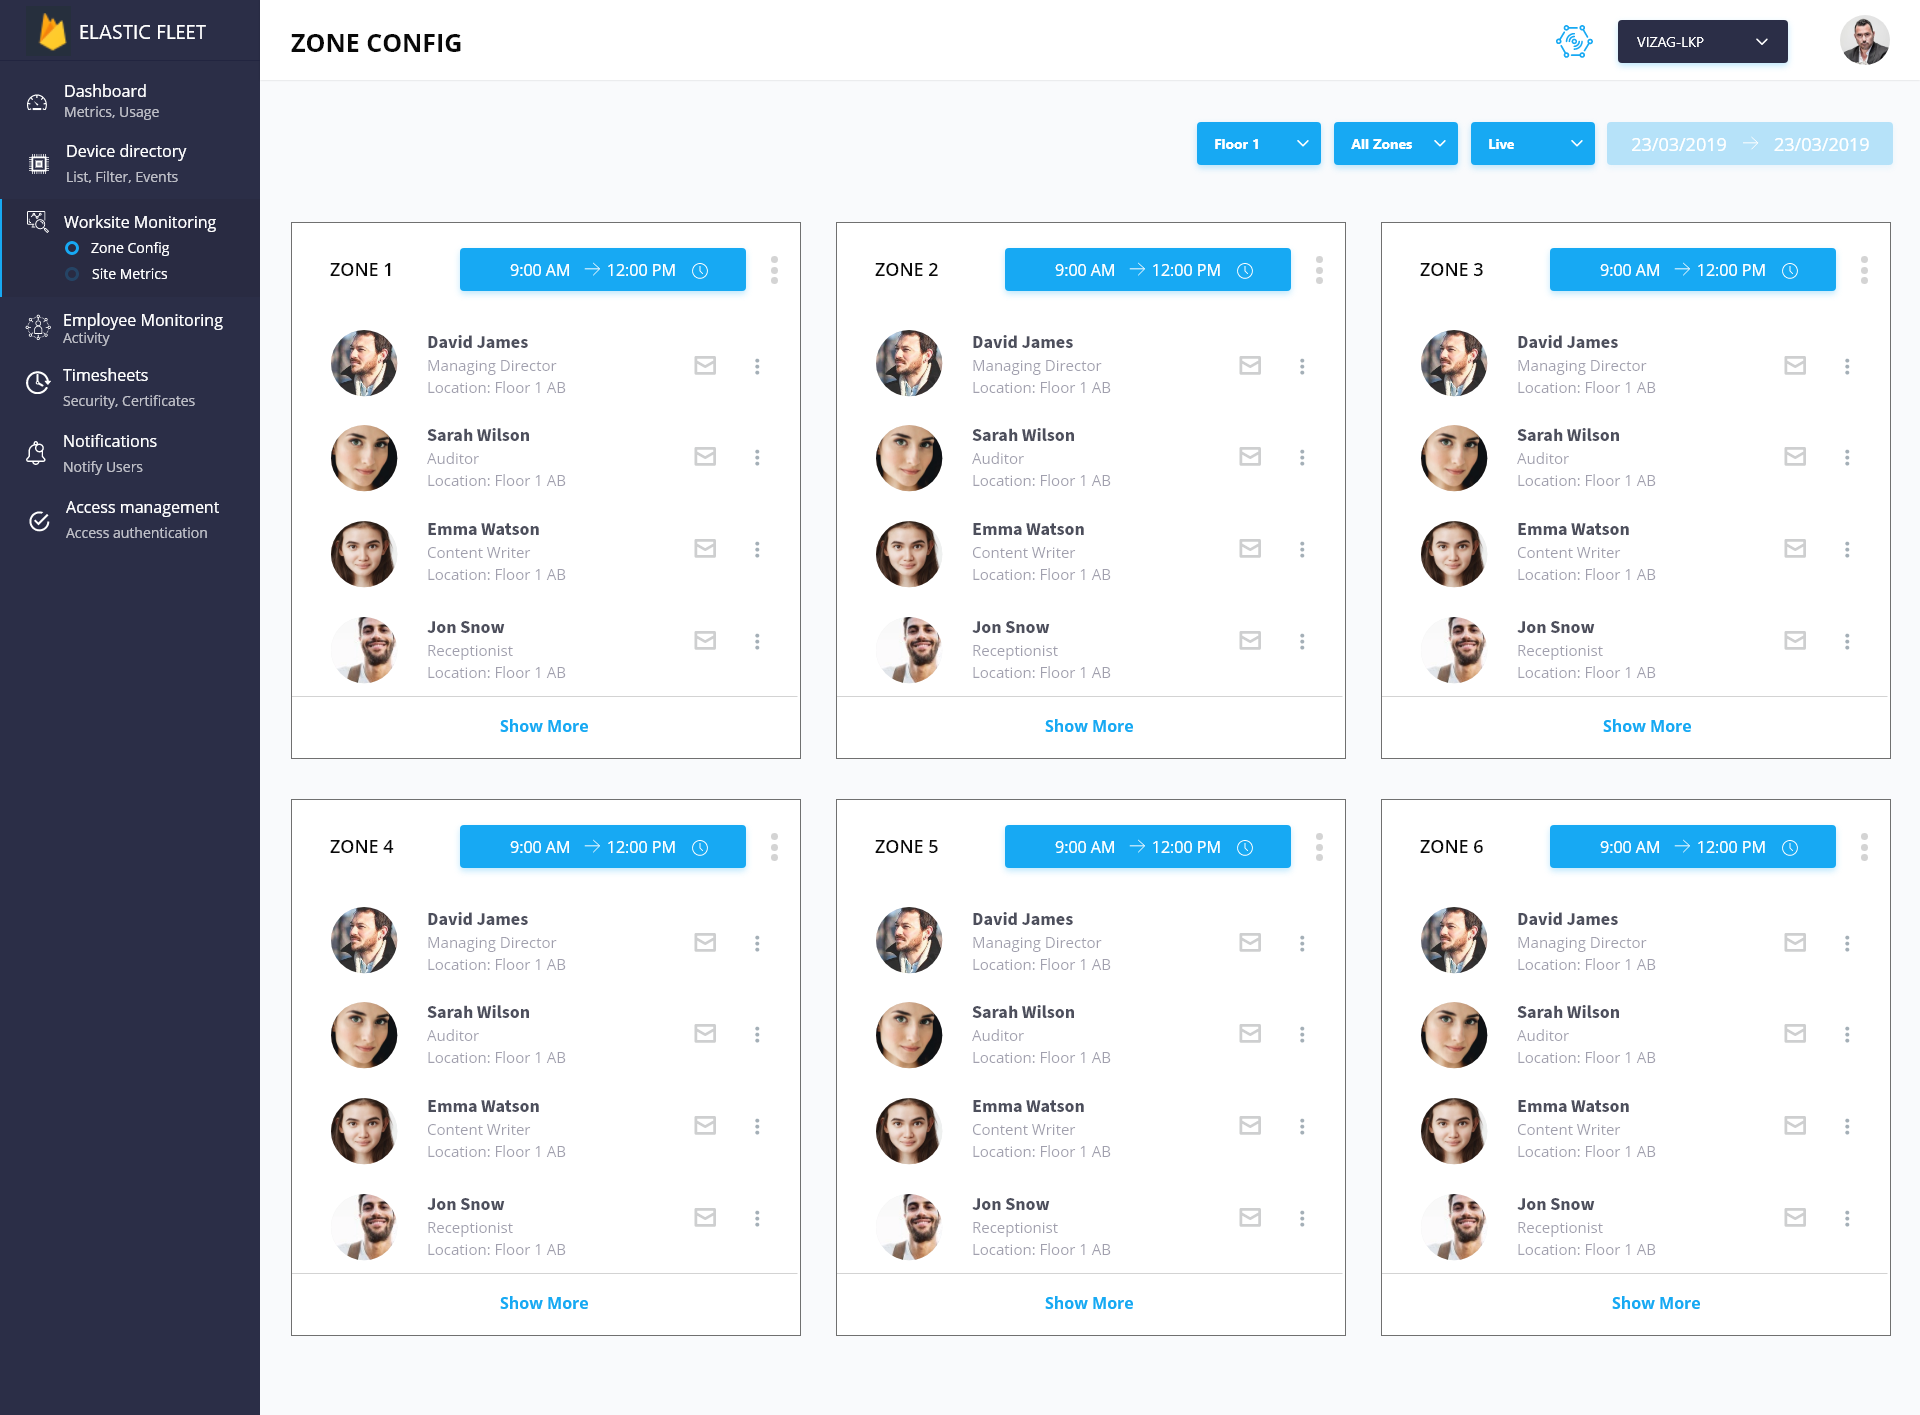 ELASTIC FLEET
Dashboard
Metrics, Usage
Device directory
List, Filter, Events
Worksite Monitoring
Zone Config
Site Metrics
Employee Monitoring
Activity
Timesheets
Security, Certificates
Notifications
Notify Users
Access management
Access authentication
ZONE CONFIG
VIZAG-LKP
Floor 1
All Zones
Live
23/03/2019 → 23/03/2019
ZONE 1
9:00 AM → 12:00 PM
David James
Managing Director
Location: Floor 1 AB
Sarah Wilson
Auditor
Location: Floor 1 AB
Emma Watson
Content Writer
Location: Floor 1 AB
Jon Snow
Receptionist
Location: Floor 1 AB
Show More
ZONE 2
9:00 AM → 12:00 PM
David James
Managing Director
Location: Floor 1 AB
Sarah Wilson
Auditor
Location: Floor 1 AB
Emma Watson
Content Writer
Location: Floor 1 AB
Jon Snow
Receptionist
Location: Floor 1 AB
Show More
ZONE 3
9:00 AM → 12:00 PM
David James
Managing Director
Location: Floor 1 AB
Sarah Wilson
Auditor
Location: Floor 1 AB
Emma Watson
Content Writer
Location: Floor 1 AB
Jon Snow
Receptionist
Location: Floor 1 AB
Show More
ZONE 4
9:00 AM → 12:00 PM
David James
Managing Director
Location: Floor 1 AB
Sarah Wilson
Auditor
Location: Floor 1 AB
Emma Watson
Content Writer
Location: Floor 1 AB
Jon Snow
Receptionist
Location: Floor 1 AB
Show More
ZONE 5
9:00 AM → 12:00 PM
David James
Managing Director
Location: Floor 1 AB
Sarah Wilson
Auditor
Location: Floor 1 AB
Emma Watson
Content Writer
Location: Floor 1 AB
Jon Snow
Receptionist
Location: Floor 1 AB
Show More
ZONE 6
9:00 AM → 12:00 PM
David James
Managing Director
Location: Floor 1 AB
Sarah Wilson
Auditor
Location: Floor 1 AB
Emma Watson
Content Writer
Location: Floor 1 AB
Jon Snow
Receptionist
Location: Floor 1 AB
Show More